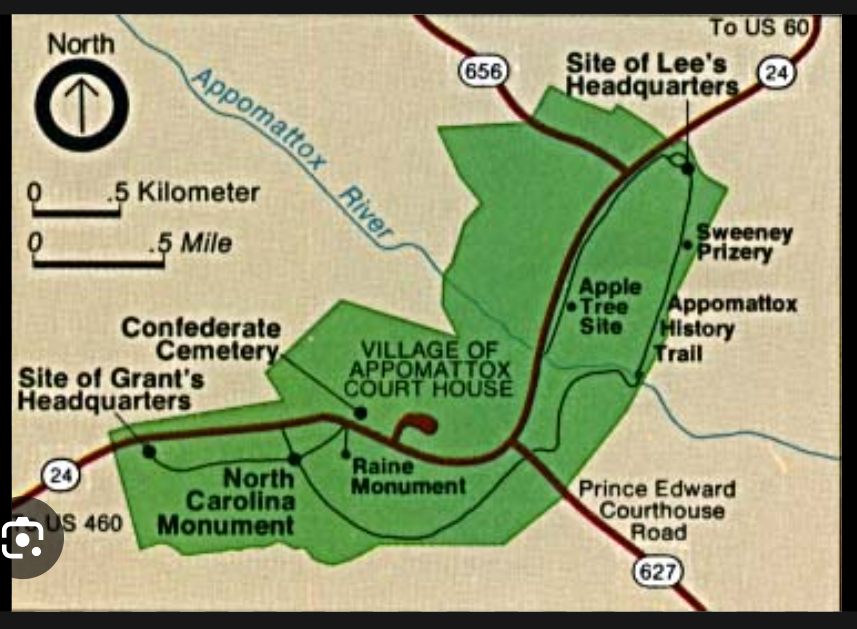 To US 60
North
656
Site of Lee's
Headquarters
24
Appomattox River
0 .5 Kilometer
0 .5 Mile
Sweeney
Prizery
Apple
Tree
Site
Appomattox
History
Trail
Confederate
Cemetery
VILLAGE OF
APPOMATTOX
COURT HOUSE
Site of Grant's
Headquarters
24
US 460
North
Carolina
Monument
Raine
Monument
Prince Edward
Courthouse
Road
627